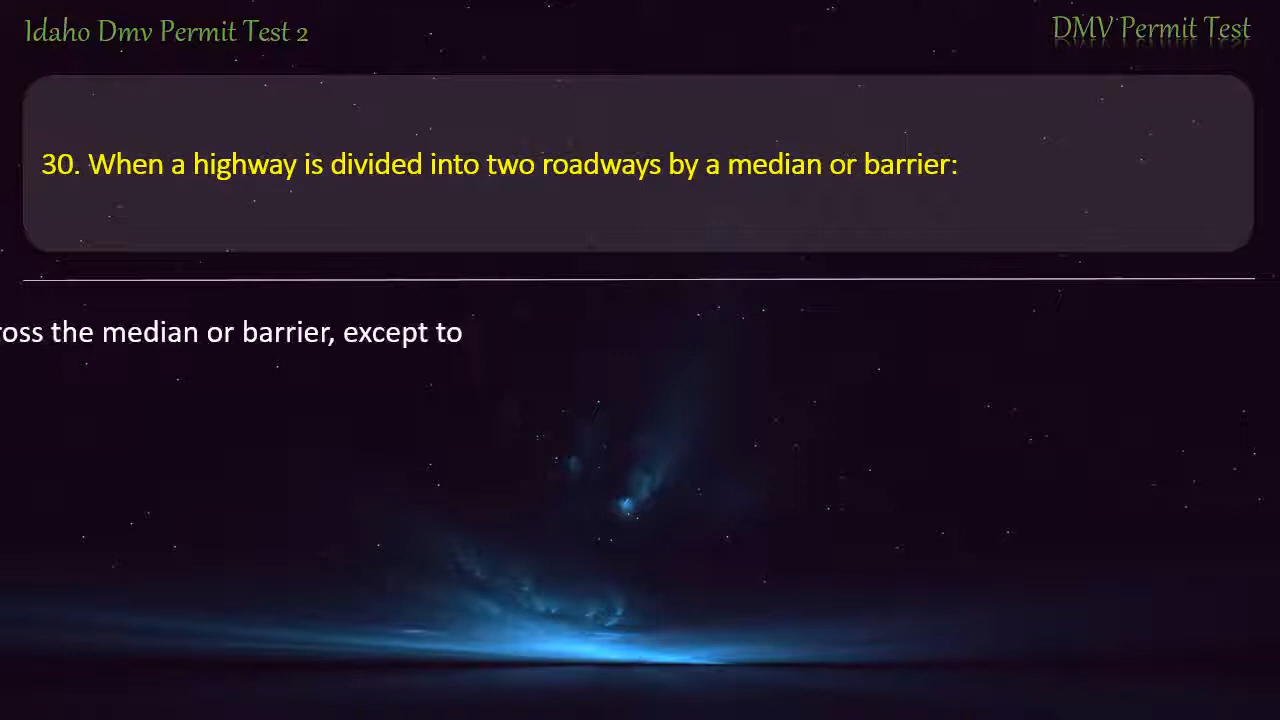 Idaho Dmv Permit Test 2
DMV Permit Test
30. When a highway is divided into two roadways by a median or barrier:
the median or barrier, except to